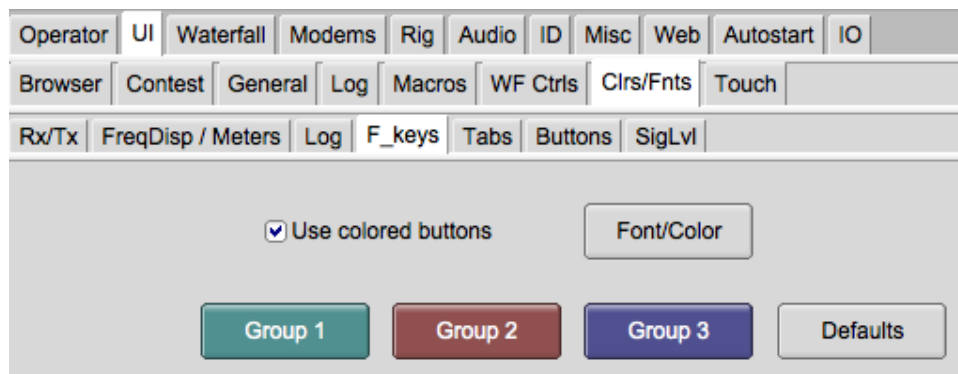 Operator UI Waterfall Modems Rig Audio ID Misc Web Autostart IO
Browser Contest General Log Macros WF Ctrls Clrs/Fnts Touch
Rx/Tx FreqDisp / Meters Log F_keys Tabs Buttons SigLvl
Use colored buttons Font/Color
Group 1 Group 2 Group 3 Defaults